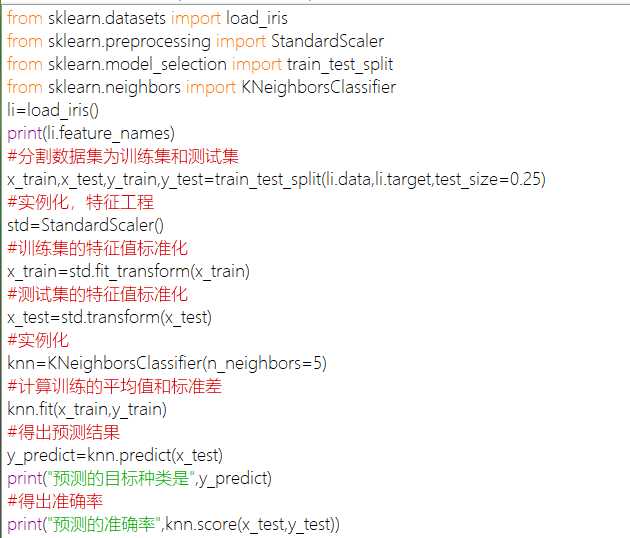 from sklearn.datasets import load_iris
from sklearn.preprocessing import StandardScaler
from sklearn.model_selection import train_test_split
from sklearn.neighbors import KNeighborsClassifier
li=load_iris()
print(li.feature_names)
#分割数据集为训练集和测试集
x_train,x_test,y_train,y_test=train_test_split(li.data,li.target,test_size=0.25)
#实例化，特征工程
std=StandardScaler()
#训练集的特征值标准化
x_train=std.fit_transform(x_train)
#测试集的特征值标准化
x_test=std.transform(x_test)
#实例化
knn=KNeighborsClassifier(n_neighbors=5)
#计算训练的平均值和标准差
knn.fit(x_train,y_train)
#得出预测结果
y_predict=knn.predict(x_test)
print("预测的目标种类是",y_predict)
#得出准确率
print("预测的准确率",knn.score(x_test,y_test))